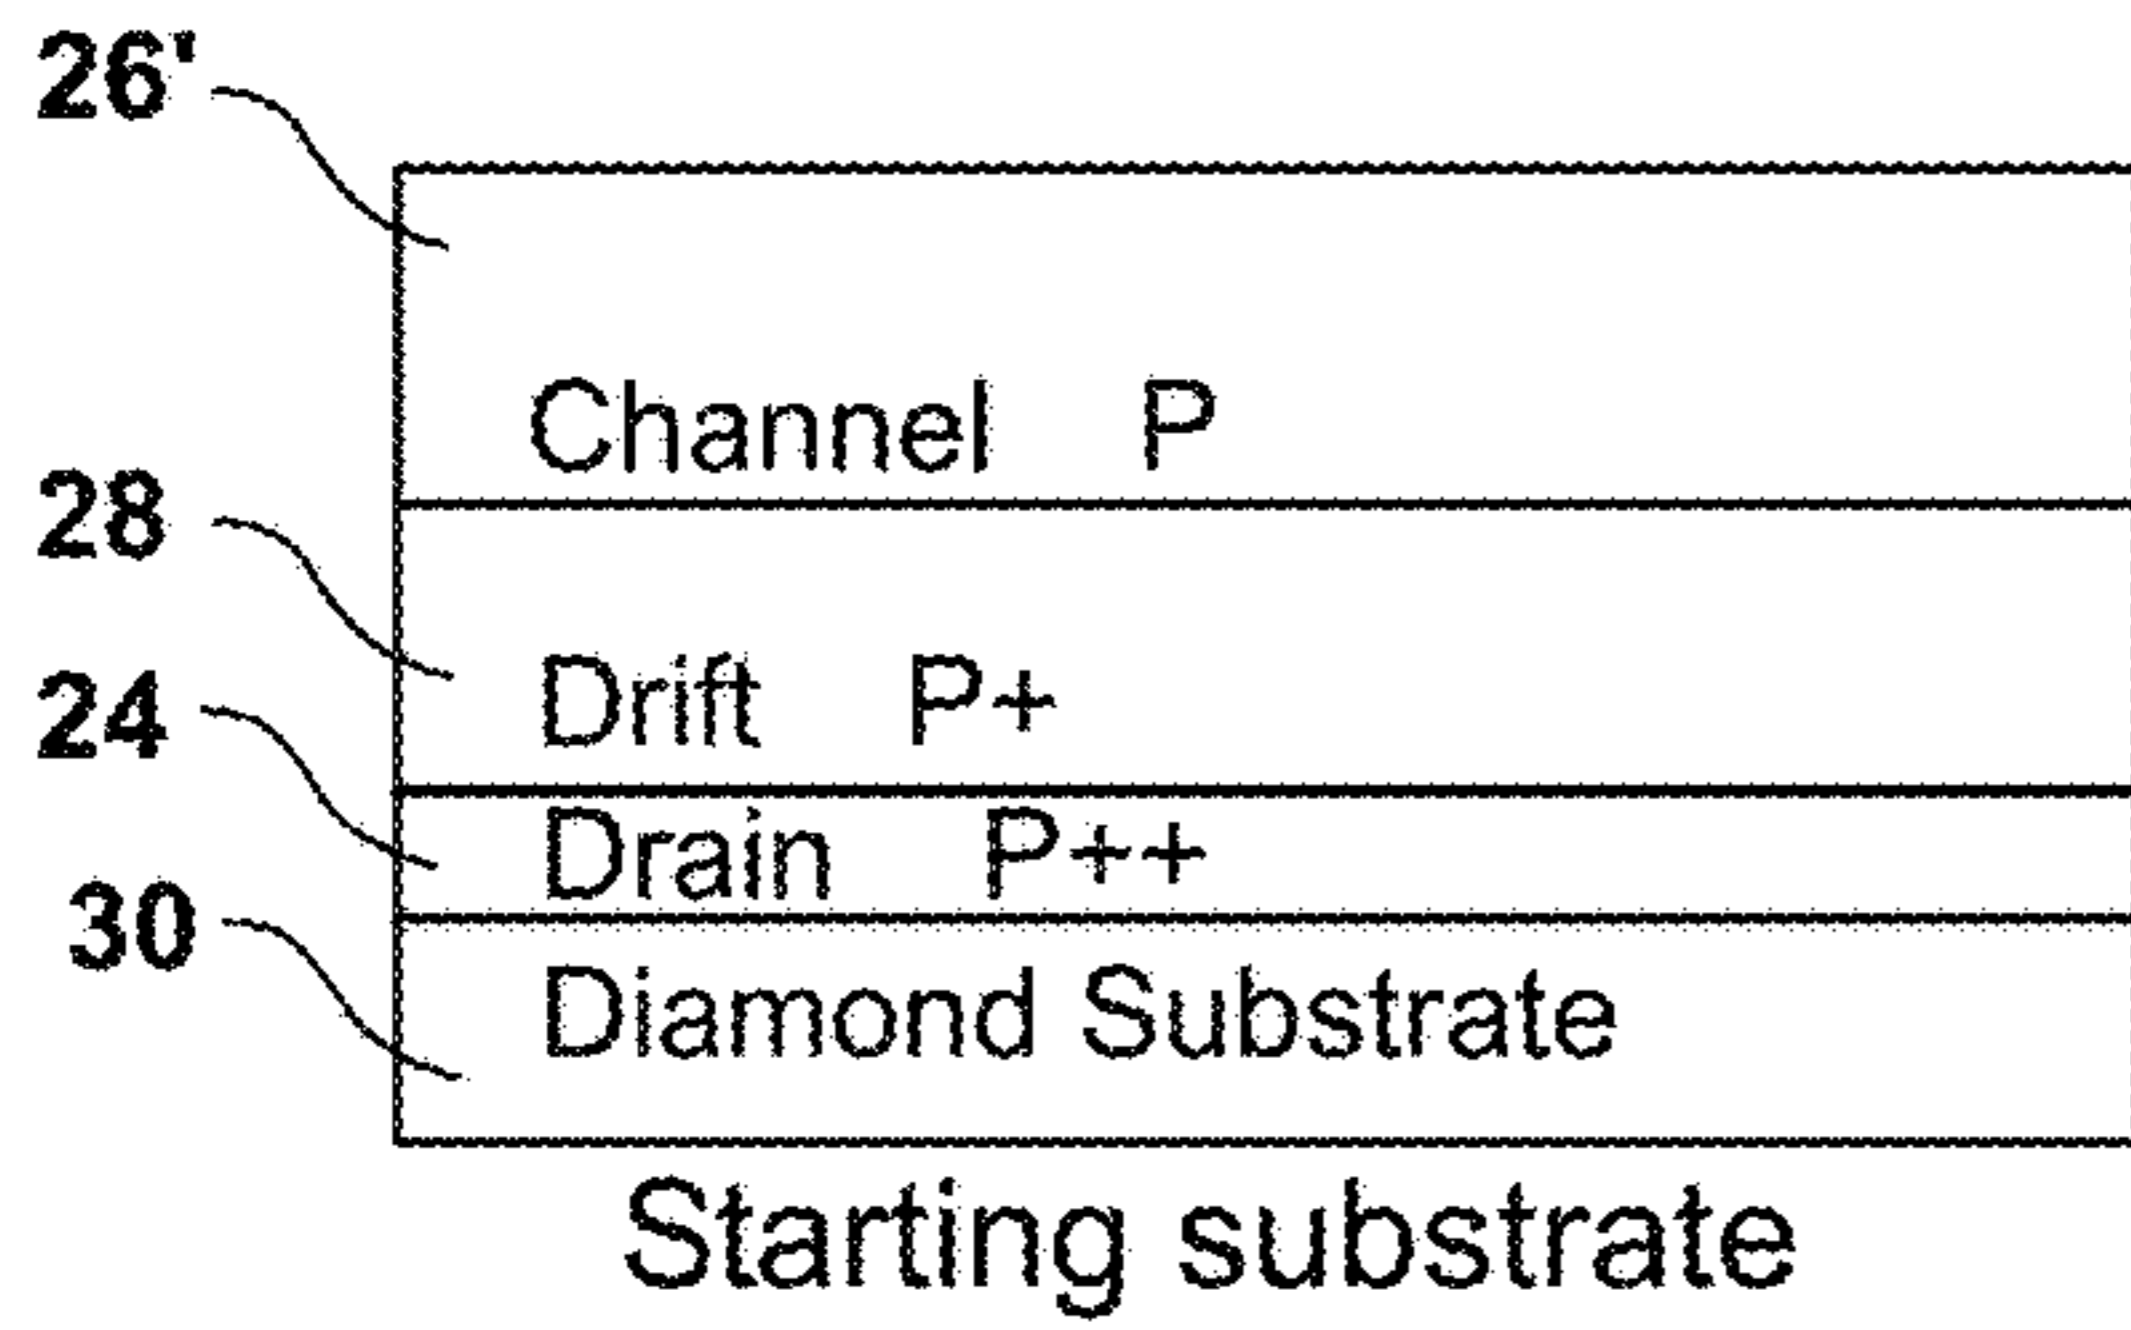 26'
Channel P
28
Drift P+
24
Drain P++
30
Diamond Substrate
Starting substrate